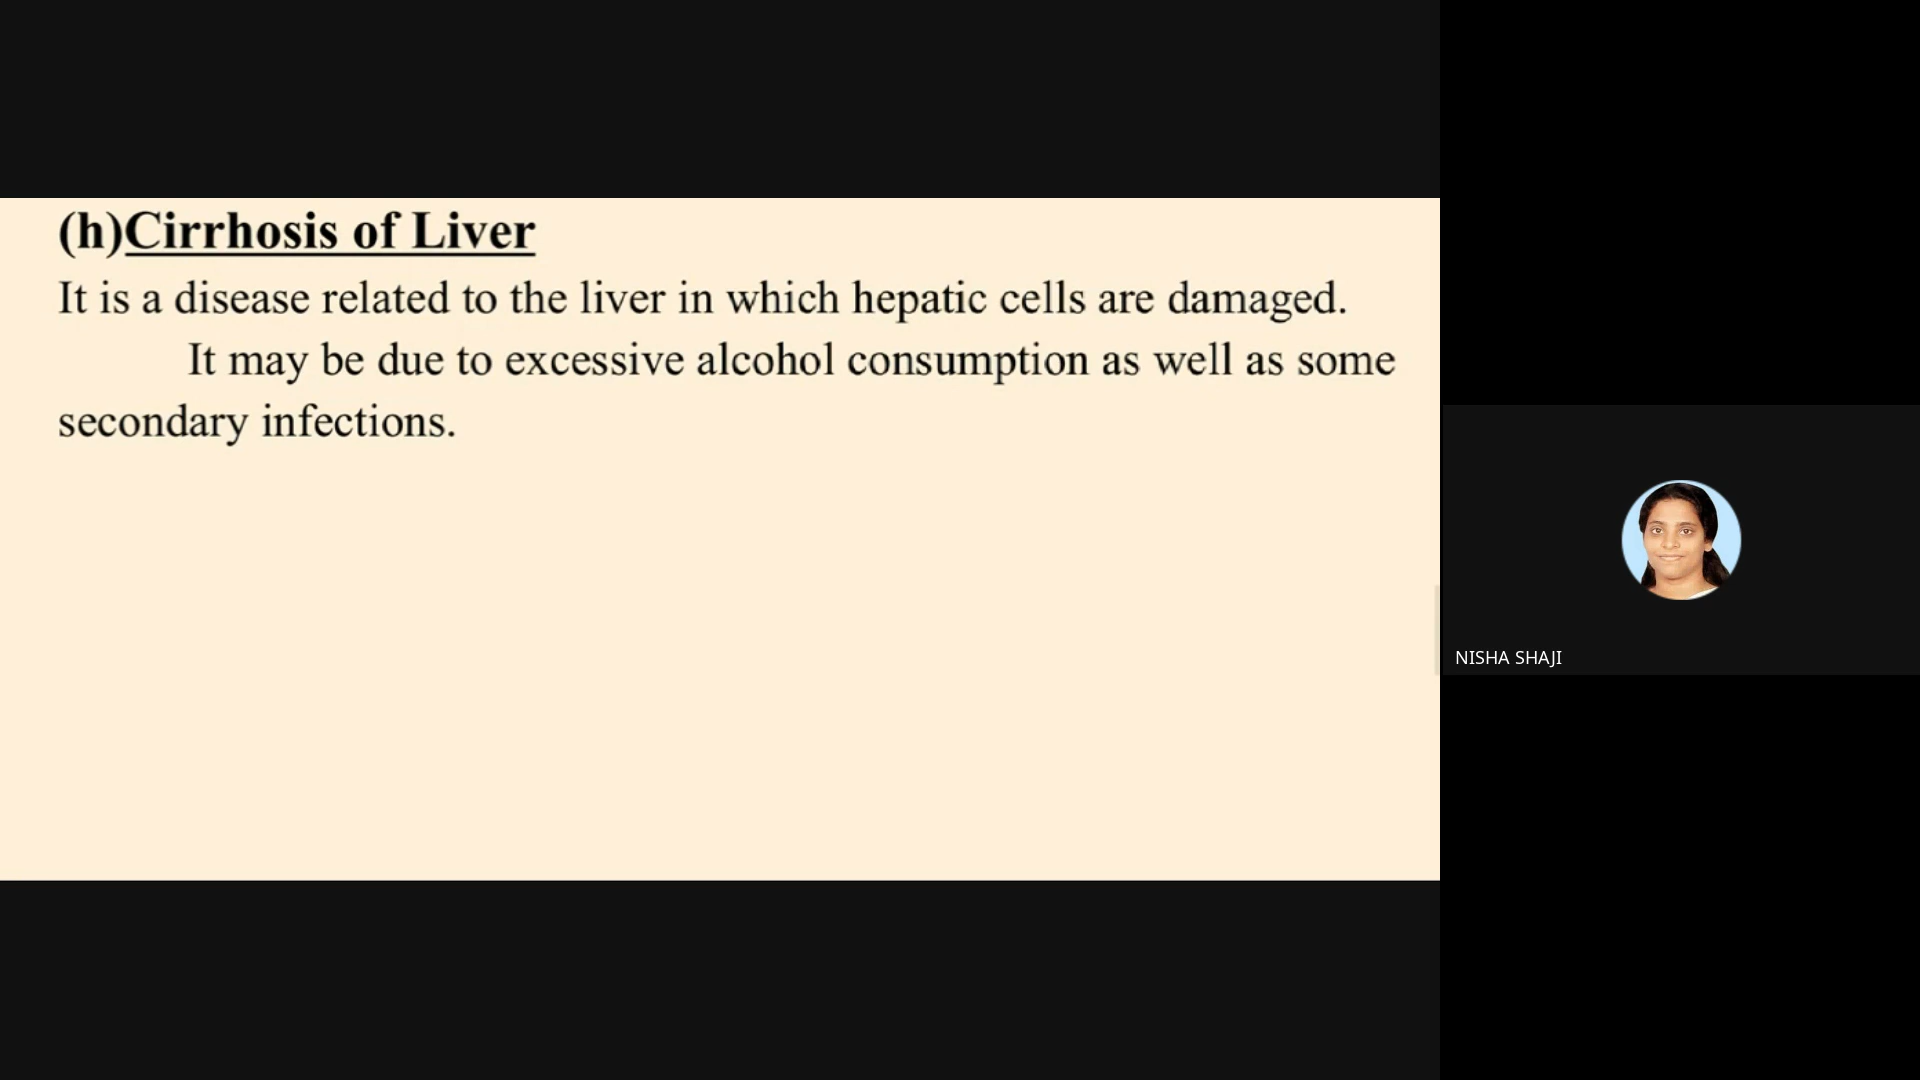 (h)Cirrhosis of Liver
It is a disease related to the liver in which hepatic cells are damaged.
It may be due to excessive alcohol consumption as well as some
secondary infections.
NISHA SHAJI